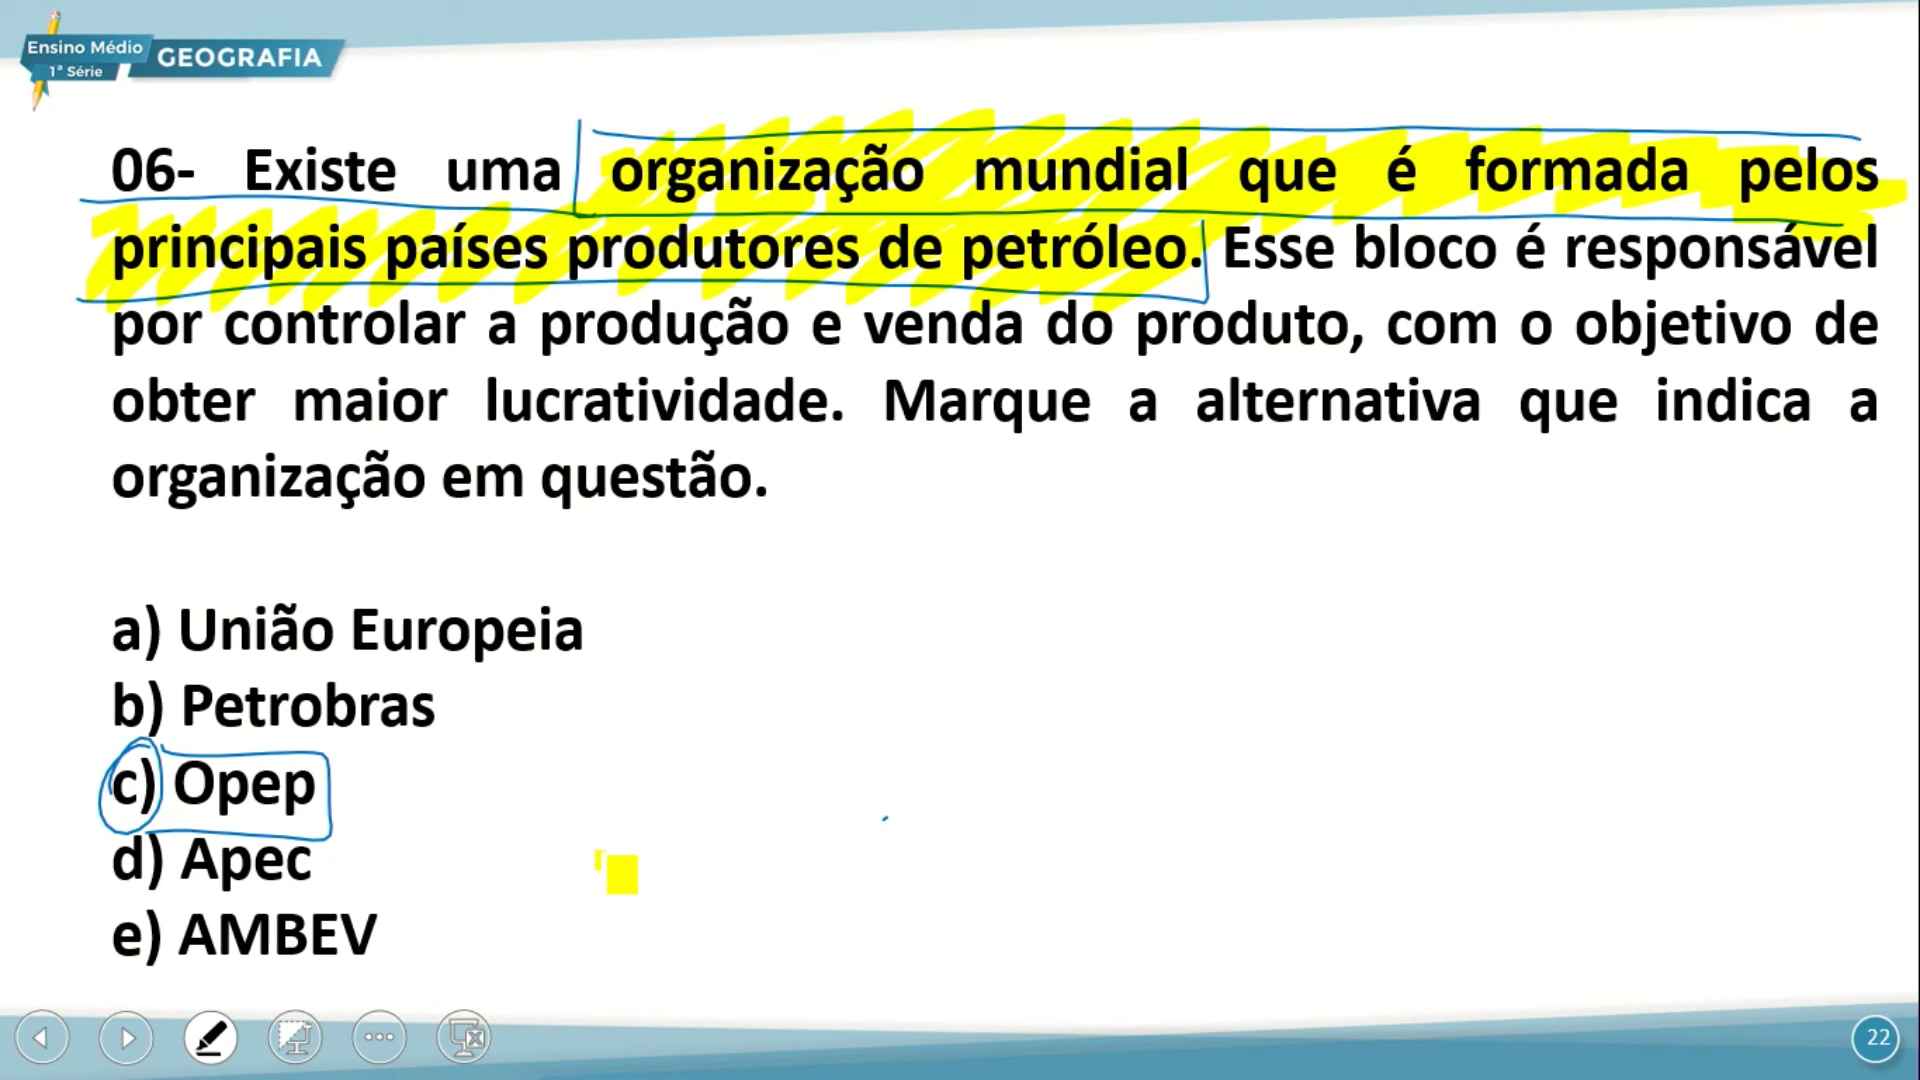 Ensino Médio
1ª Série
GEOGRAFIA
06- Existe uma organização mundial que é formada pelos
principais países produtores de petróleo. Esse bloco é responsável
por controlar a produção e venda do produto, com o objetivo de
obter maior lucratividade. Marque a alternativa que indica a
organização em questão.
a) União Europeia
b) Petrobras
c) Opep
d) Apec
e) AMBEV
22